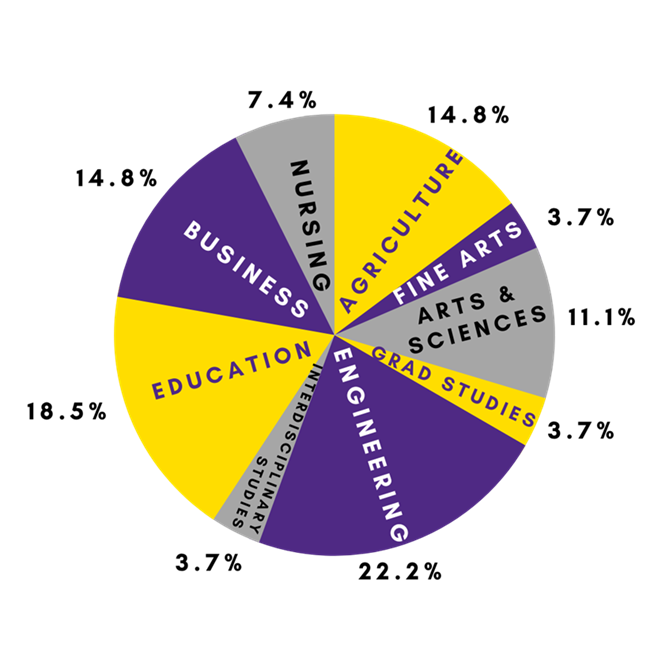 7.4%
14.8%
AGRICULTURE
3.7%
FINE ARTS
11.1%
ARTS &
SCIENCES
3.7%
GRAD STUDIES
22.2%
ENGINEERING
3.7%
INTERDISCIPLINARY
STUDIES
18.5%
EDUCATION
14.8%
BUSINESS
NURSING